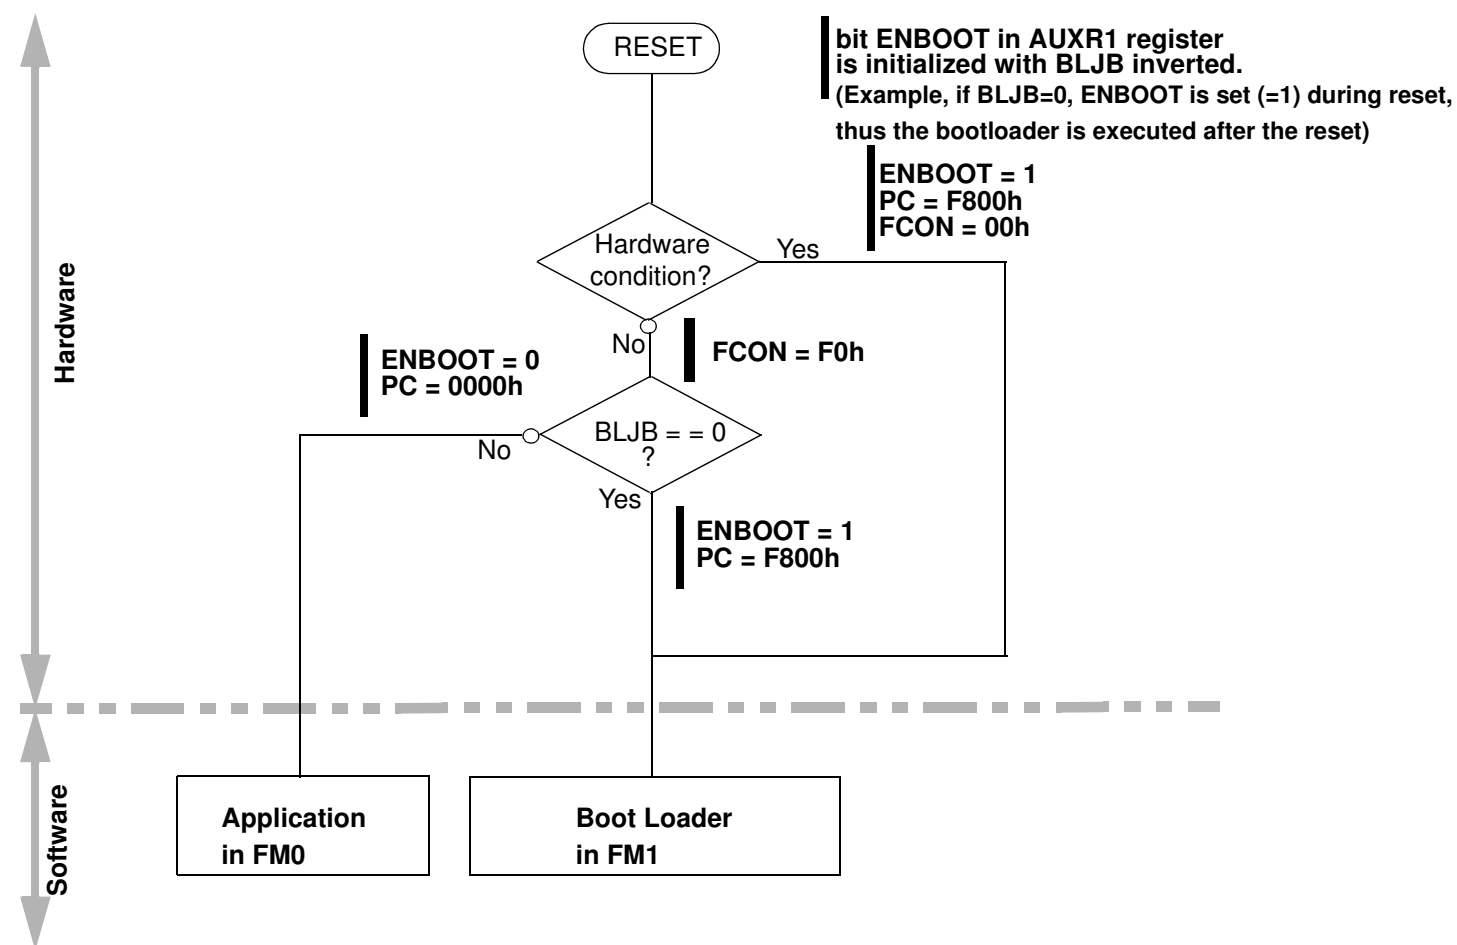 RESET
bit ENBOOT in AUXR1 register
is initialized with BLJB inverted.
(Example, if BLJB=0, ENBOOT is set (=1) during reset,
thus the bootloader is executed after the reset)
ENBOOT = 1
PC = F800h
FCON = 00h
Hardware
condition?
Yes
No
FCON = F0h
Hardware
ENBOOT = 0
PC = 0000h
BLJB = = 0
?
No
Yes
ENBOOT = 1
PC = F800h
Software
Application
in FM0
Boot Loader
in FM1